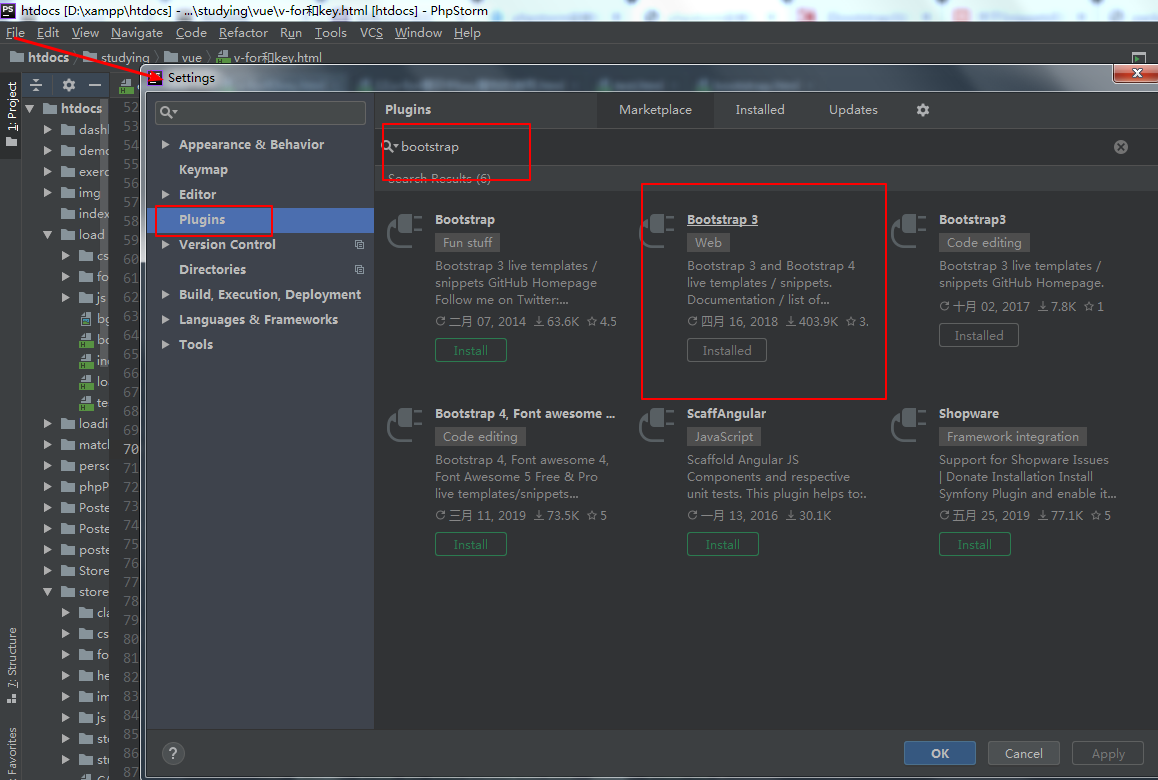 htdocs [D:\xampp\htdocs] - ...\studying\vue\v-for和key.html [htdocs] - PhpStorm
File Edit View Navigate Code Refactor Run Tools VCS Window Help
htdocs studying vue v-for和key.html
Settings
1: Project
7: Structure
Favorites
htdocs
dash
demo
exerc
img
index
load
cs
fo
js
bg
bo
in
lo
te
loadi
match
perso
phpP
Poste
Poste
poste
Store
store
cla
cs
fo
he
im
js
sto
stu
52
53
54
55
56
57
58
59
60
61
62
63
64
65
66
67
68
69
70
71
72
73
74
75
76
77
78
79
80
81
82
83
84
85
86
87
Appearance & Behavior
Keymap
Editor
Plugins
Version Control
Directories
Build, Execution, Deployment
Languages & Frameworks
Tools
Plugins Marketplace Installed Updates
bootstrap
Search Results (6)
Bootstrap
Fun stuff
Bootstrap 3 live templates /
snippets GitHub Homepage
Follow me on Twitter:...
二月 07, 2014 63.6K 4.5
Install
Bootstrap 3
Web
Bootstrap 3 and Bootstrap 4
live templates / snippets.
Documentation / list of...
四月 16, 2018 403.9K 3.
Installed
Bootstrap3
Code editing
Bootstrap 3 live templates /
snippets GitHub Homepage.
十月 02, 2017 7.8K 1
Installed
Bootstrap 4, Font awesome ...
Code editing
Bootstrap 4, Font awesome 4,
Font Awesome 5 Free & Pro
live templates/snippets...
三月 11, 2019 73.5K 5
Install
ScaffAngular
JavaScript
Scaffold Angular JS
Components and respective
unit tests. This plugin helps to:.
一月 13, 2016 30.1K
Install
Shopware
Framework integration
Support for Shopware Issues
| Donate Installation Install
Symfony Plugin and enable it...
五月 25, 2019 77.1K 5
Install
?
OK Cancel Apply